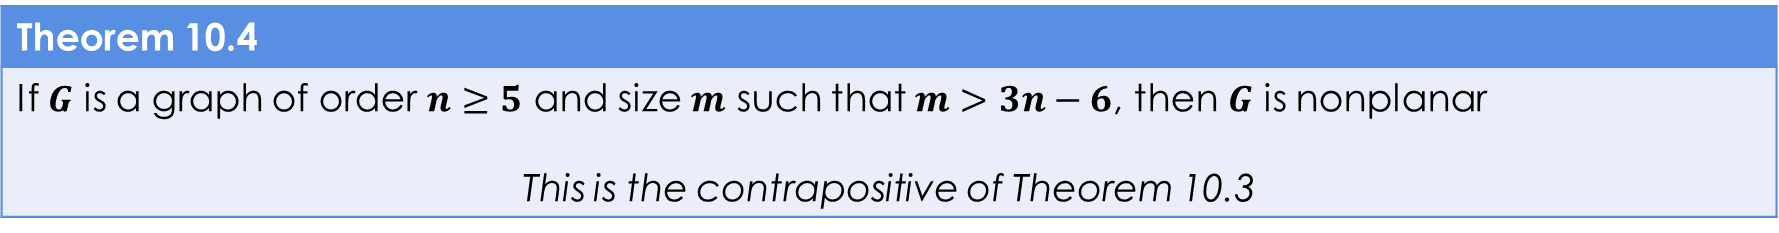 Theorem 10.4
If G is a graph of order n ≥ 5 and size m such that m > 3n − 6, then G is nonplanar
This is the contrapositive of Theorem 10.3